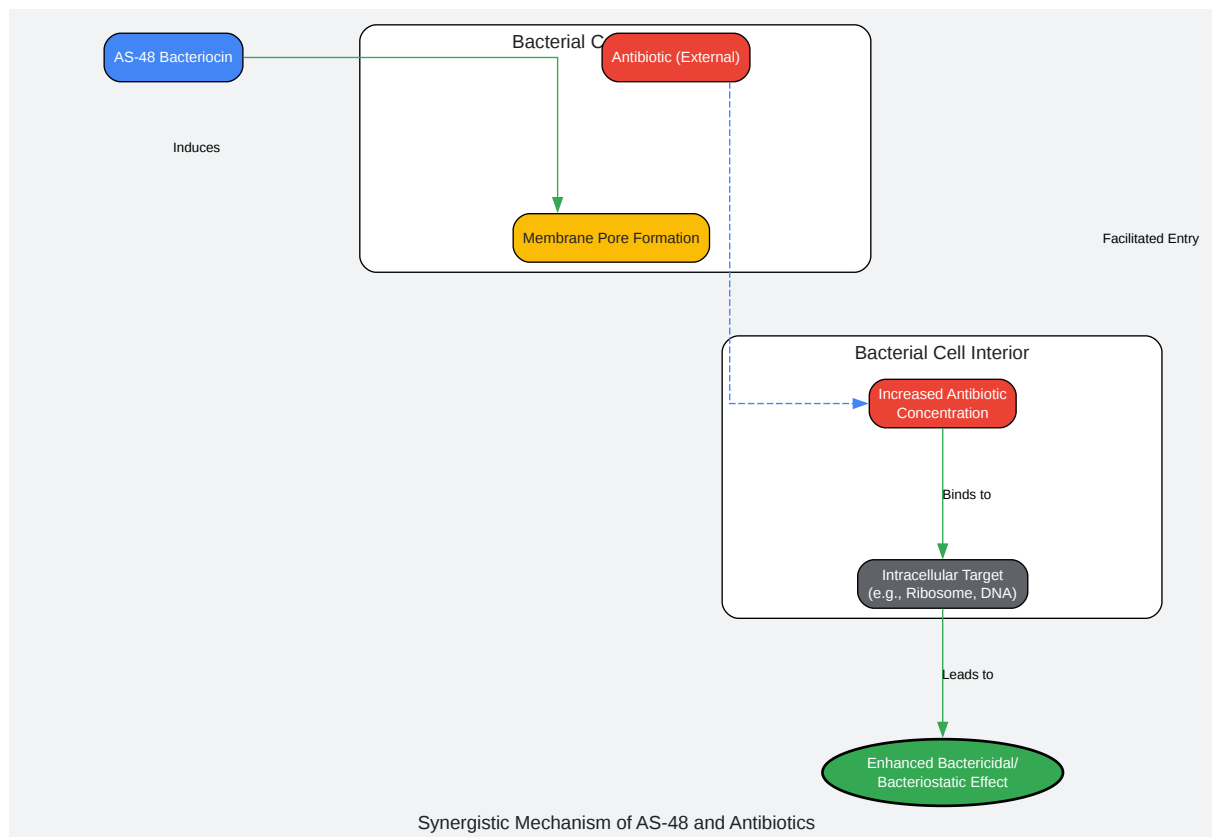 AS-48 Bacteriocin
Bacterial C
Antibiotic (External)
Induces
Membrane Pore Formation
Facilitated Entry
Bacterial Cell Interior
Increased Antibiotic
Concentration
Binds to
Intracellular Target
(e.g., Ribosome, DNA)
Leads to
Enhanced Bactericidal/
Bacteriostatic Effect
Synergistic Mechanism of AS-48 and Antibiotics